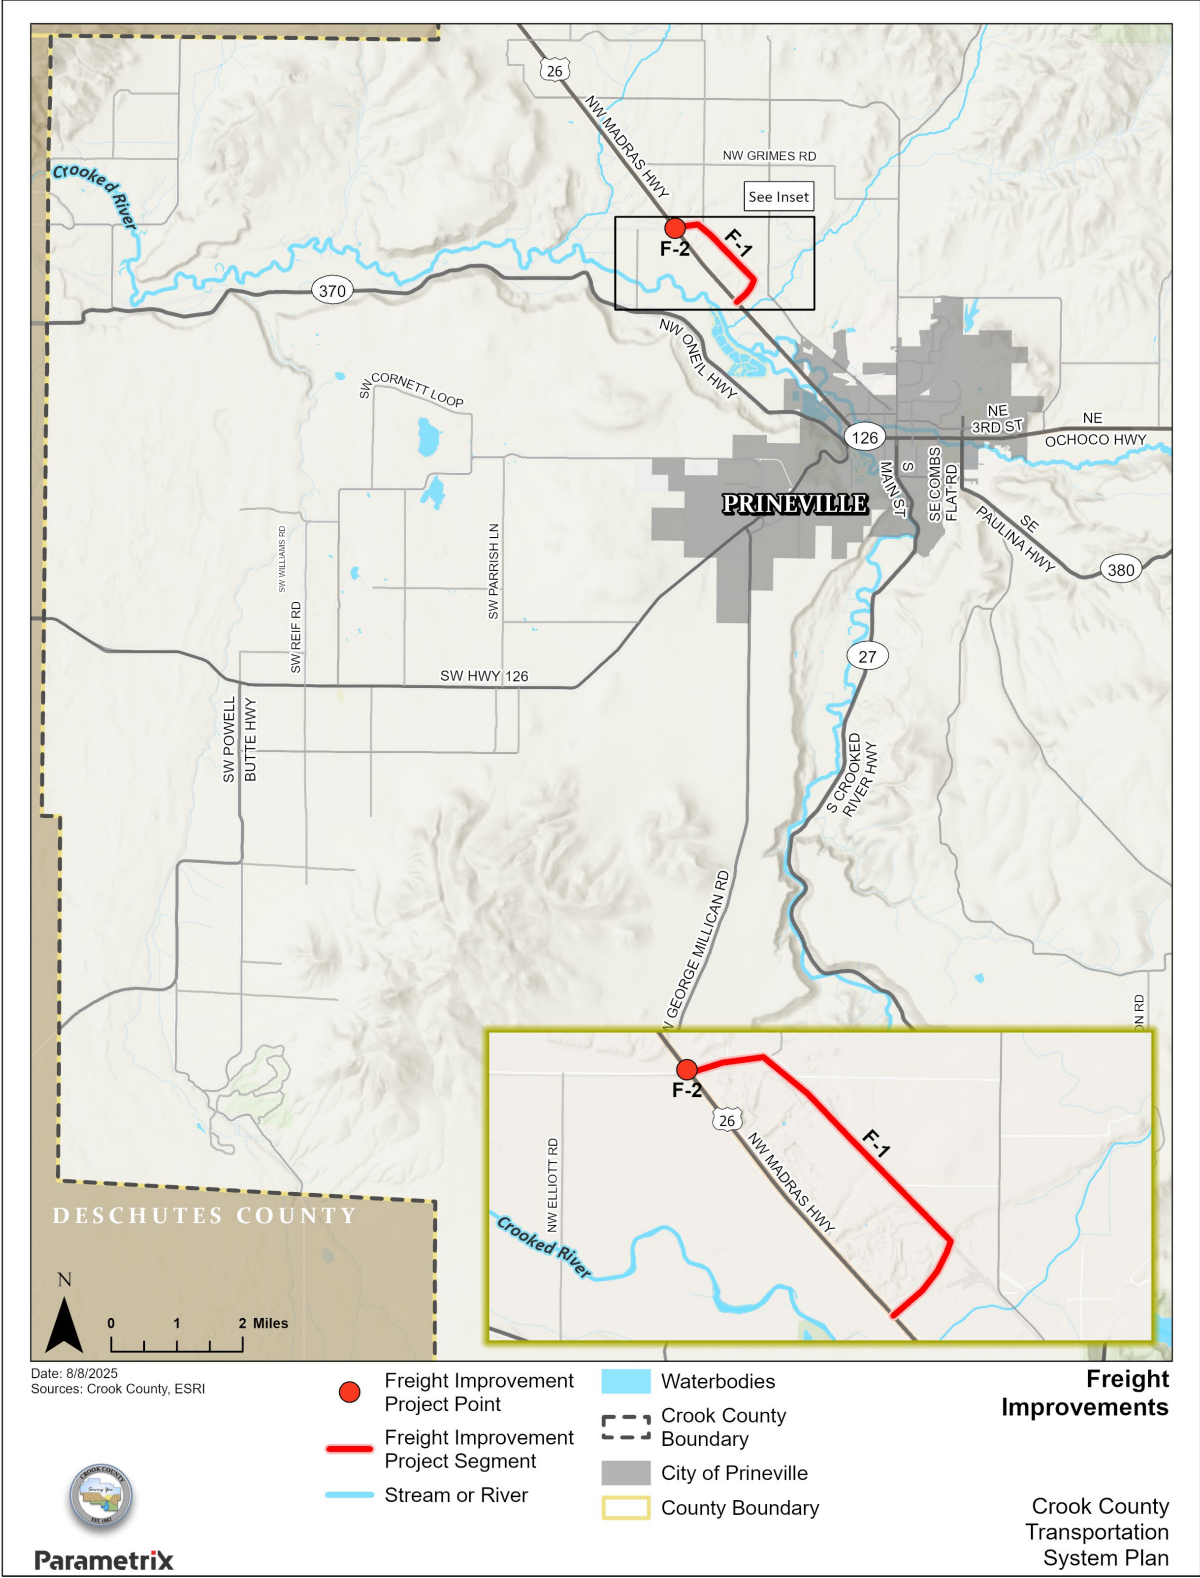 26
NW MADRAS HWY
NW GRIMES RD
See Inset
Crooked River
F-2
F-1
370
NW ONEIL HWY
SW CORNETT LOOP
126
NE
3RD ST
NE
OCHOCO HWY
S
MAIN ST
SE COMBS
FLAT RD
PRINEVILLE
SE
PAULINA HWY
380
SW WILLIAMS RD
SW REIF RD
SW PARRISH LN
27
SW HWY 126
SW POWELL
BUTTE HWY
S CROOKED
RIVER HWY
GEORGE MILLICAN RD
ON RD
F-2
26
F-1
NW ELLIOTT RD
NW MADRAS HWY
Crooked River
DESCHUTES COUNTY
N
0 1 2 Miles
Date: 8/8/2025
Sources: Crook County, ESRI
Freight Improvement
Project Point
Freight Improvement
Project Segment
Stream or River
Waterbodies
Crook County
Boundary
City of Prineville
County Boundary
Freight
Improvements
Crook County
Transportation
System Plan
CROOK COUNTY
Parametrix